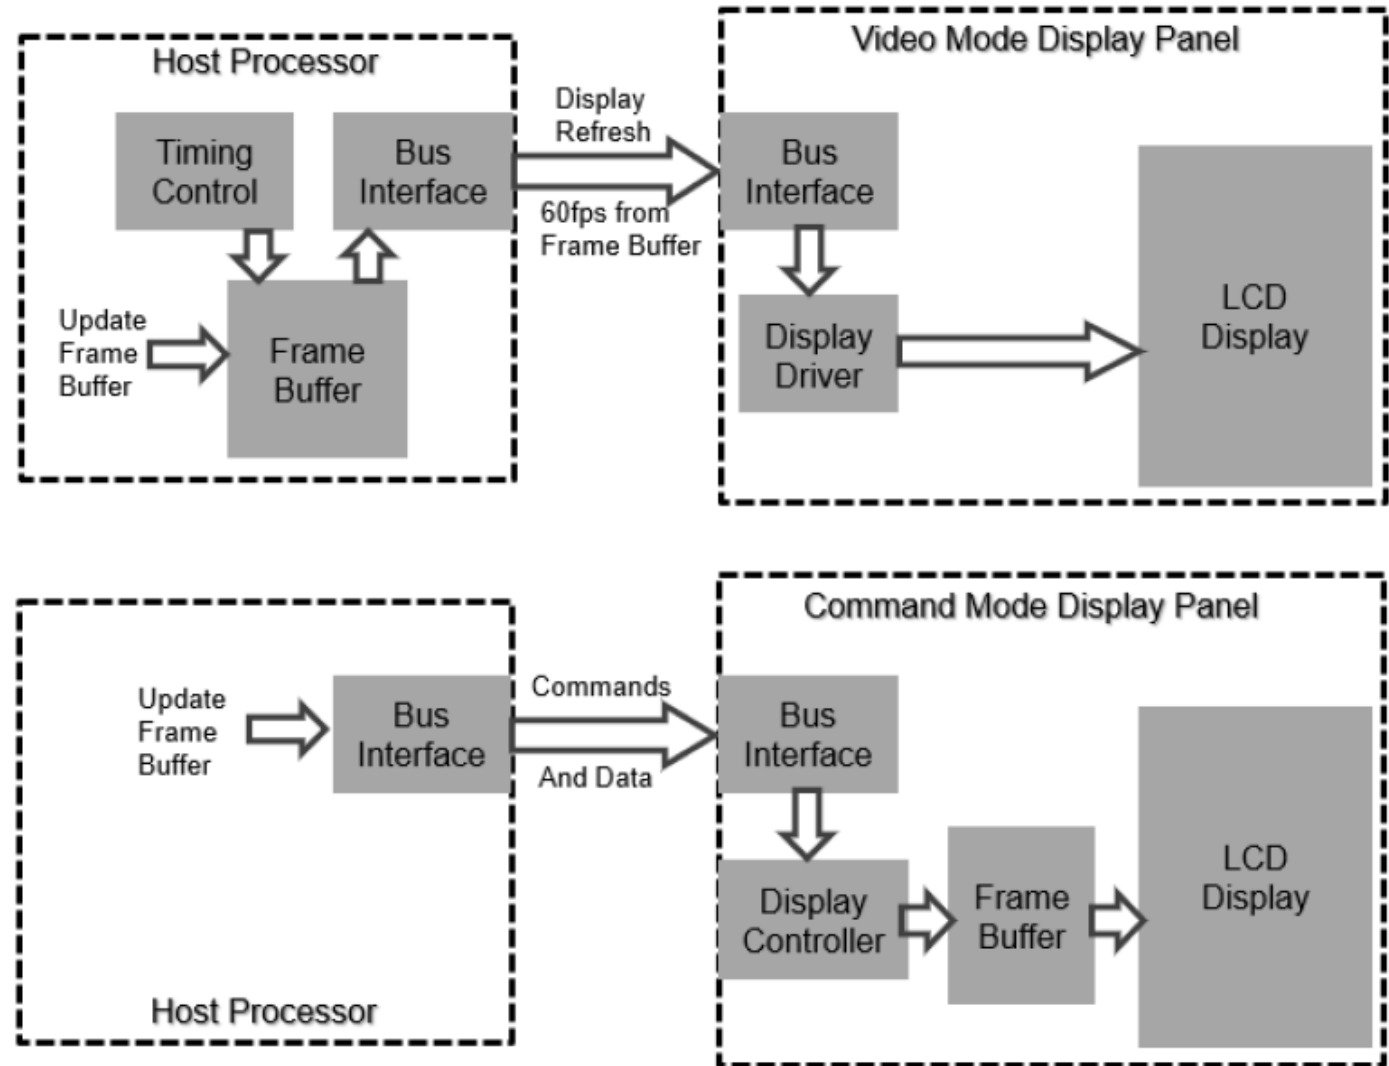 Host Processor
Timing
Control
Bus
Interface
Update
Frame
Buffer
Frame
Buffer
Display
Refresh
60fps from
Frame Buffer
Video Mode Display Panel
Bus
Interface
Display
Driver
LCD
Display
Update
Frame
Buffer
Bus
Interface
Host Processor
Commands
And Data
Command Mode Display Panel
Bus
Interface
Display
Controller
Frame
Buffer
LCD
Display